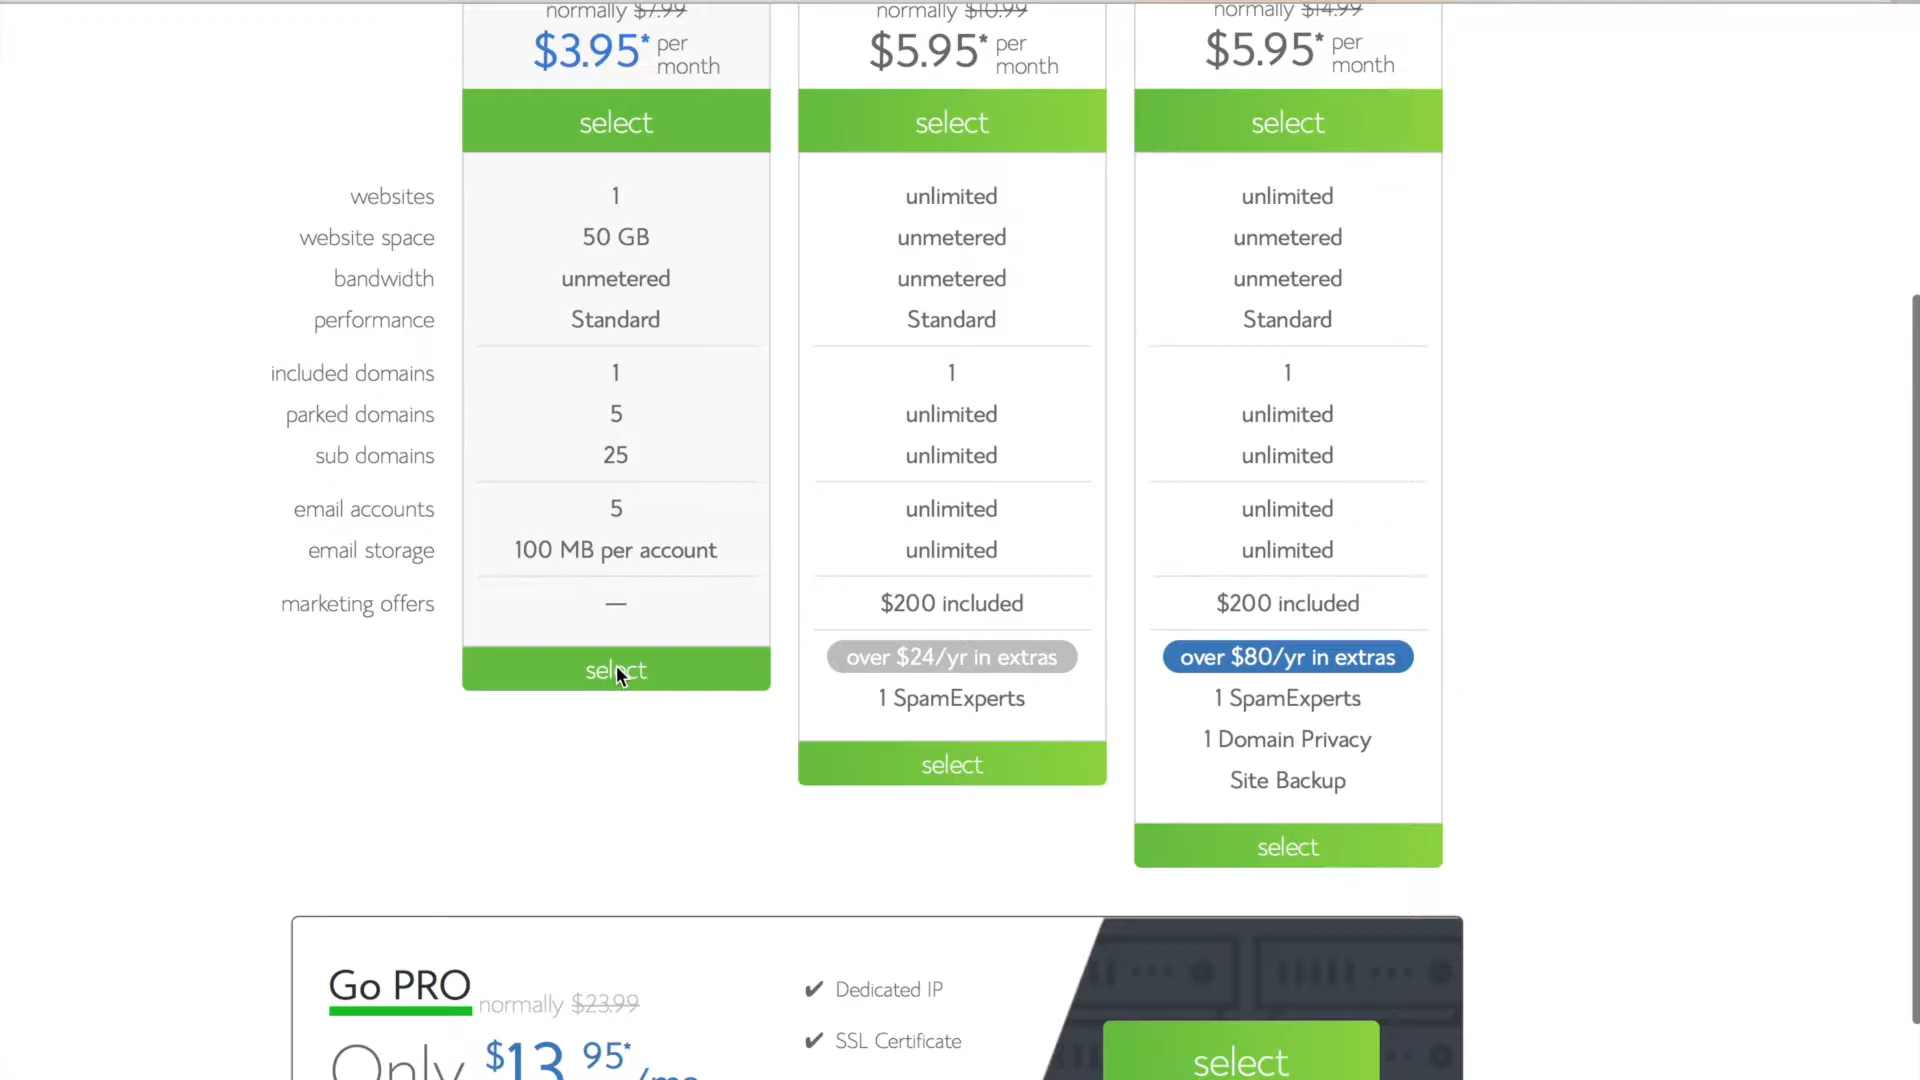 normally $7.99
$3.95* per month
normally $10.99
$5.95* per month
normally $14.99
$5.95* per month
select
select
select
websites 1 unlimited unlimited
website space 50 GB unmetered unmetered
bandwidth unmetered unmetered unmetered
performance Standard Standard Standard
included domains 1 1 1
parked domains 5 unlimited unlimited
sub domains 25 unlimited unlimited
email accounts 5 unlimited unlimited
email storage 100 MB per account unlimited unlimited
marketing offers — $200 included $200 included
select
over $24/yr in extras
1 SpamExperts
select
over $80/yr in extras
1 SpamExperts
1 Domain Privacy
Site Backup
select
Go PRO normally $23.99
Only $13.95* /mo
✔ Dedicated IP
✔ SSL Certificate
select